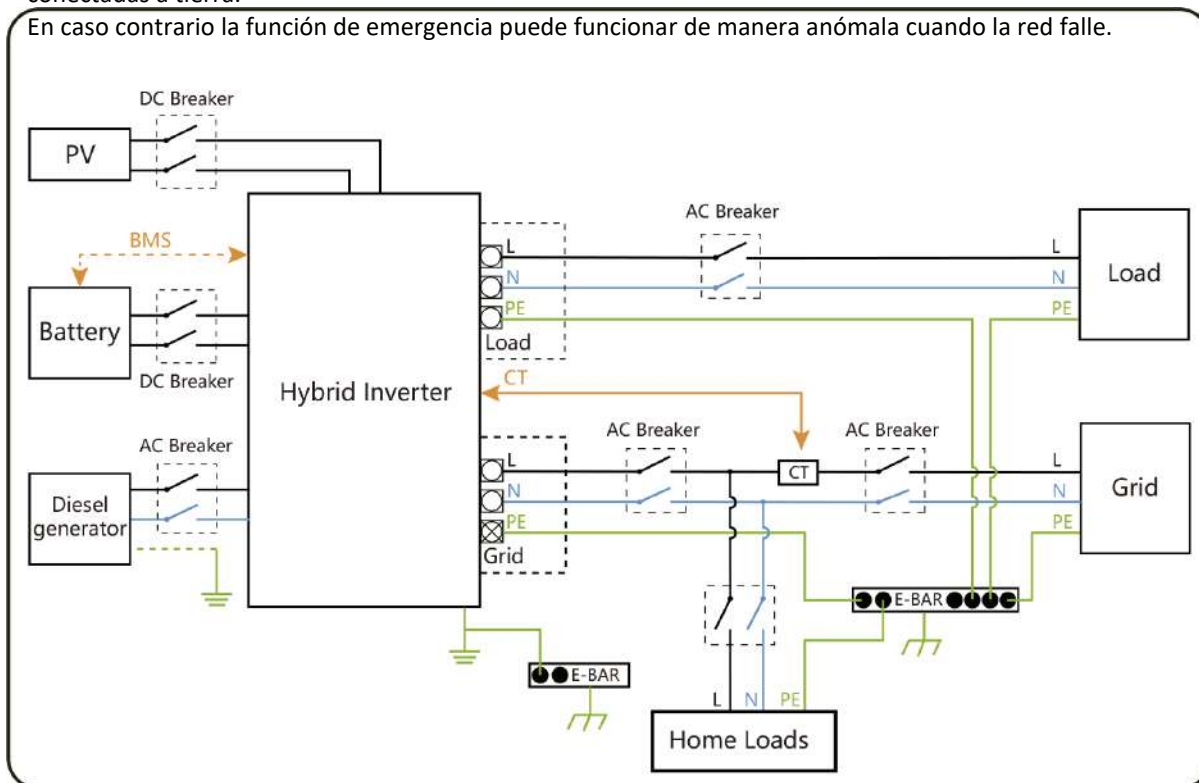 conectadas a tierra.
En caso contrario la función de emergencia puede funcionar de manera anómala cuando la red falle.
DC Breaker
PV
BMS
Battery
DC Breaker
AC Breaker
Diesel
generator
Hybrid Inverter
L
N
PE
Load
AC Breaker
L
N
PE
Load
CT
AC Breaker
AC Breaker
L
N
PE
Grid
CT
L
N
PE
Grid
E-BAR
E-BAR
L
N
PE
Home Loads